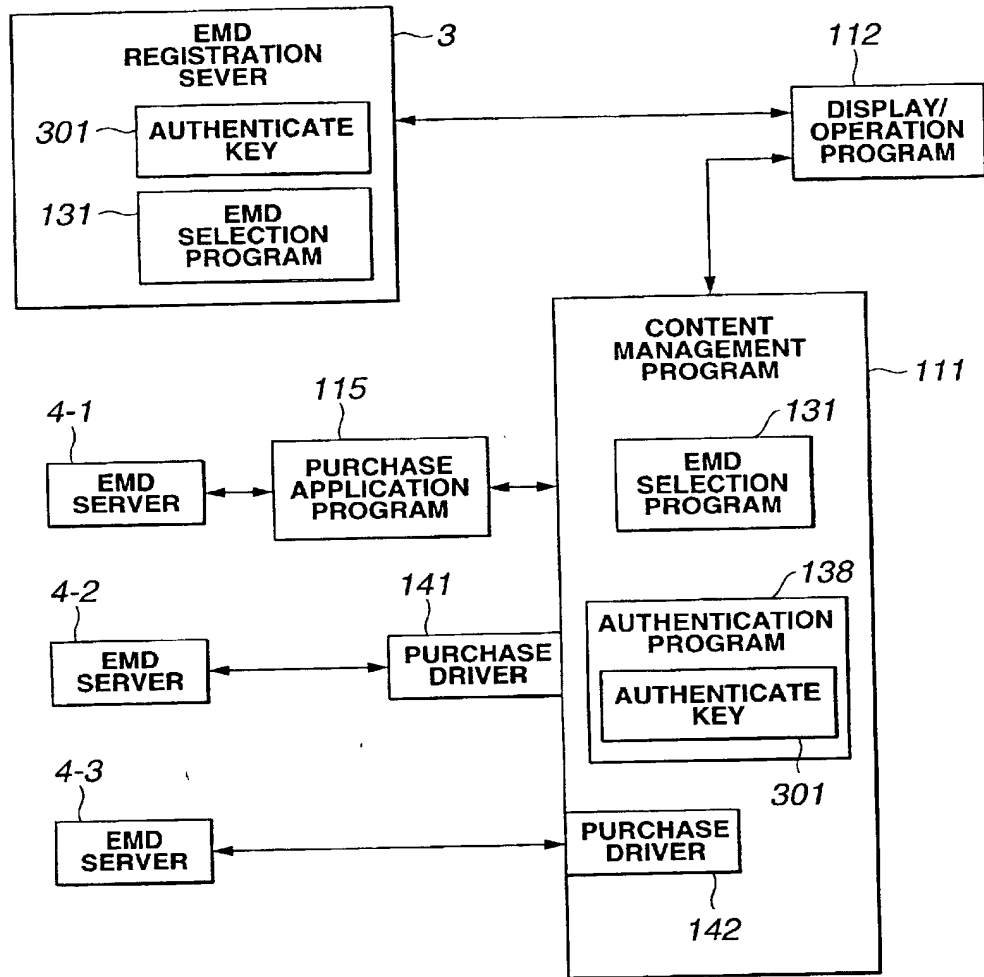 EMD
REGISTRATION
SEVER
3
301
AUTHENTICATE
KEY
131
EMD
SELECTION
PROGRAM
112
DISPLAY/
OPERATION
PROGRAM
CONTENT
MANAGEMENT
PROGRAM
111
131
EMD
SELECTION
PROGRAM
4-1
EMD
SERVER
115
PURCHASE
APPLICATION
PROGRAM
138
AUTHENTICATION
PROGRAM
AUTHENTICATE
KEY
301
4-2
EMD
SERVER
141
PURCHASE
DRIVER
4-3
EMD
SERVER
PURCHASE
DRIVER
142